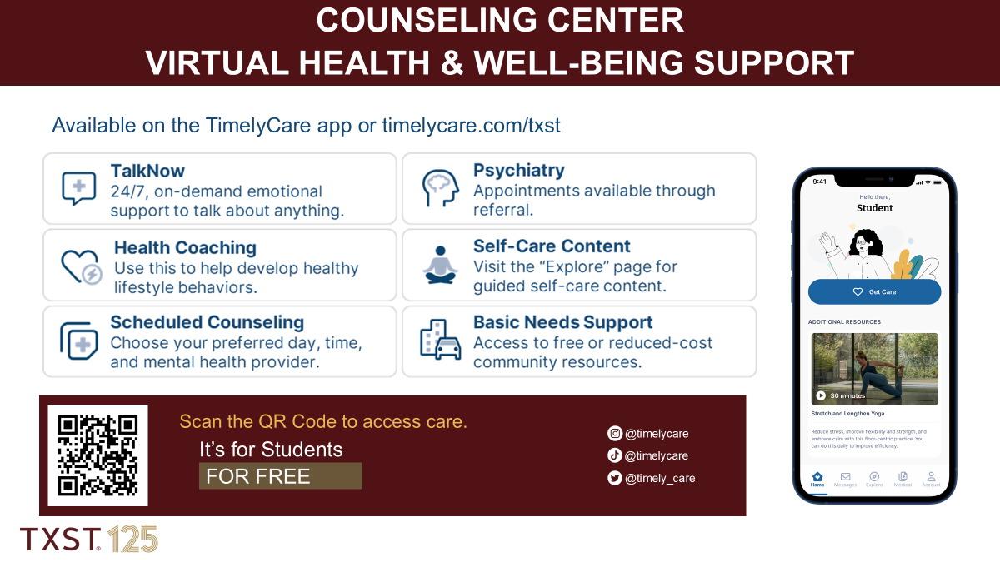 COUNSELING CENTER
VIRTUAL HEALTH & WELL-BEING SUPPORT
Available on the TimelyCare app or timelycare.com/txst
TalkNow
24/7, on-demand emotional
support to talk about anything.
Psychiatry
Appointments available through
referral.
Health Coaching
Use this to help develop healthy
lifestyle behaviors.
Self-Care Content
Visit the “Explore” page for
guided self-care content.
Scheduled Counseling
Choose your preferred day, time,
and mental health provider.
Basic Needs Support
Access to free or reduced-cost
community resources.
9:41
Hello there,
Student
Get Care
ADDITIONAL RESOURCES
30 minutes
Stretch and Lengthen Yoga
Reduce stress, improve flexibility and strength, and
embrace calm with this floor-centric practice. You
can do this daily to improve efficiency.
Home Messages Explore Medical Account
Scan the QR Code to access care.
It’s for Students
FOR FREE
@timelycare
@timelycare
@timely_care
TXST® 125